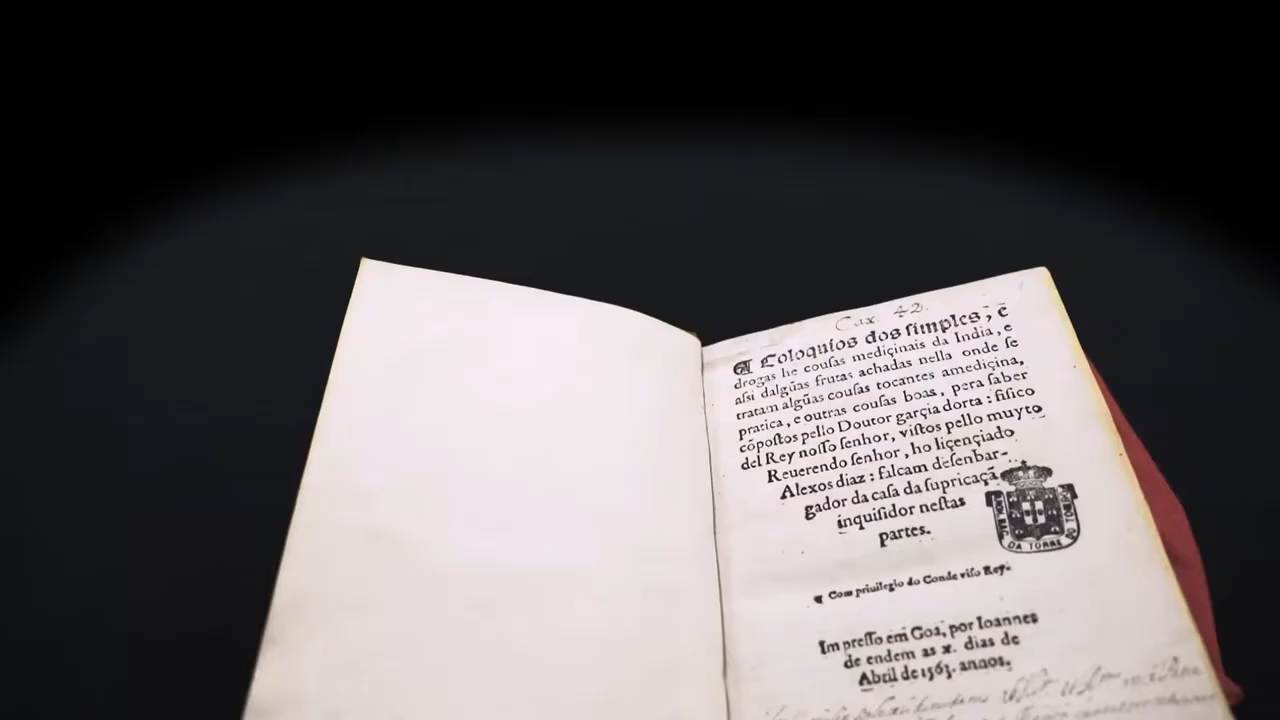 Cax. 42.
¶ Coloquios dos ſimples, e
drogas he couſas mediçinais da India, e
aſsi dalgũas frutas achadas nella onde ſe
tratam algũas couſas tocantes amediçina,
pratica, e outras couſas boas, pera ſaber
cõpoſtos pello Doutor garçia dorta : fiſico
del Rey noſſo ſenhor, viſtos pello muyto
Reuerendo ſenhor, ho liçençiado
Alexos diaz : falcam deſenbar-
gador da caſa da ſupricaçã
inquiſidor neſtas
partes.
DA TORRE DO TOMBO
¶ Com priuilegio do Conde viſo Rey.
Impreſſo em Goa, por Ioannes
de endem as x. dias de
Abril de 1563. annos.